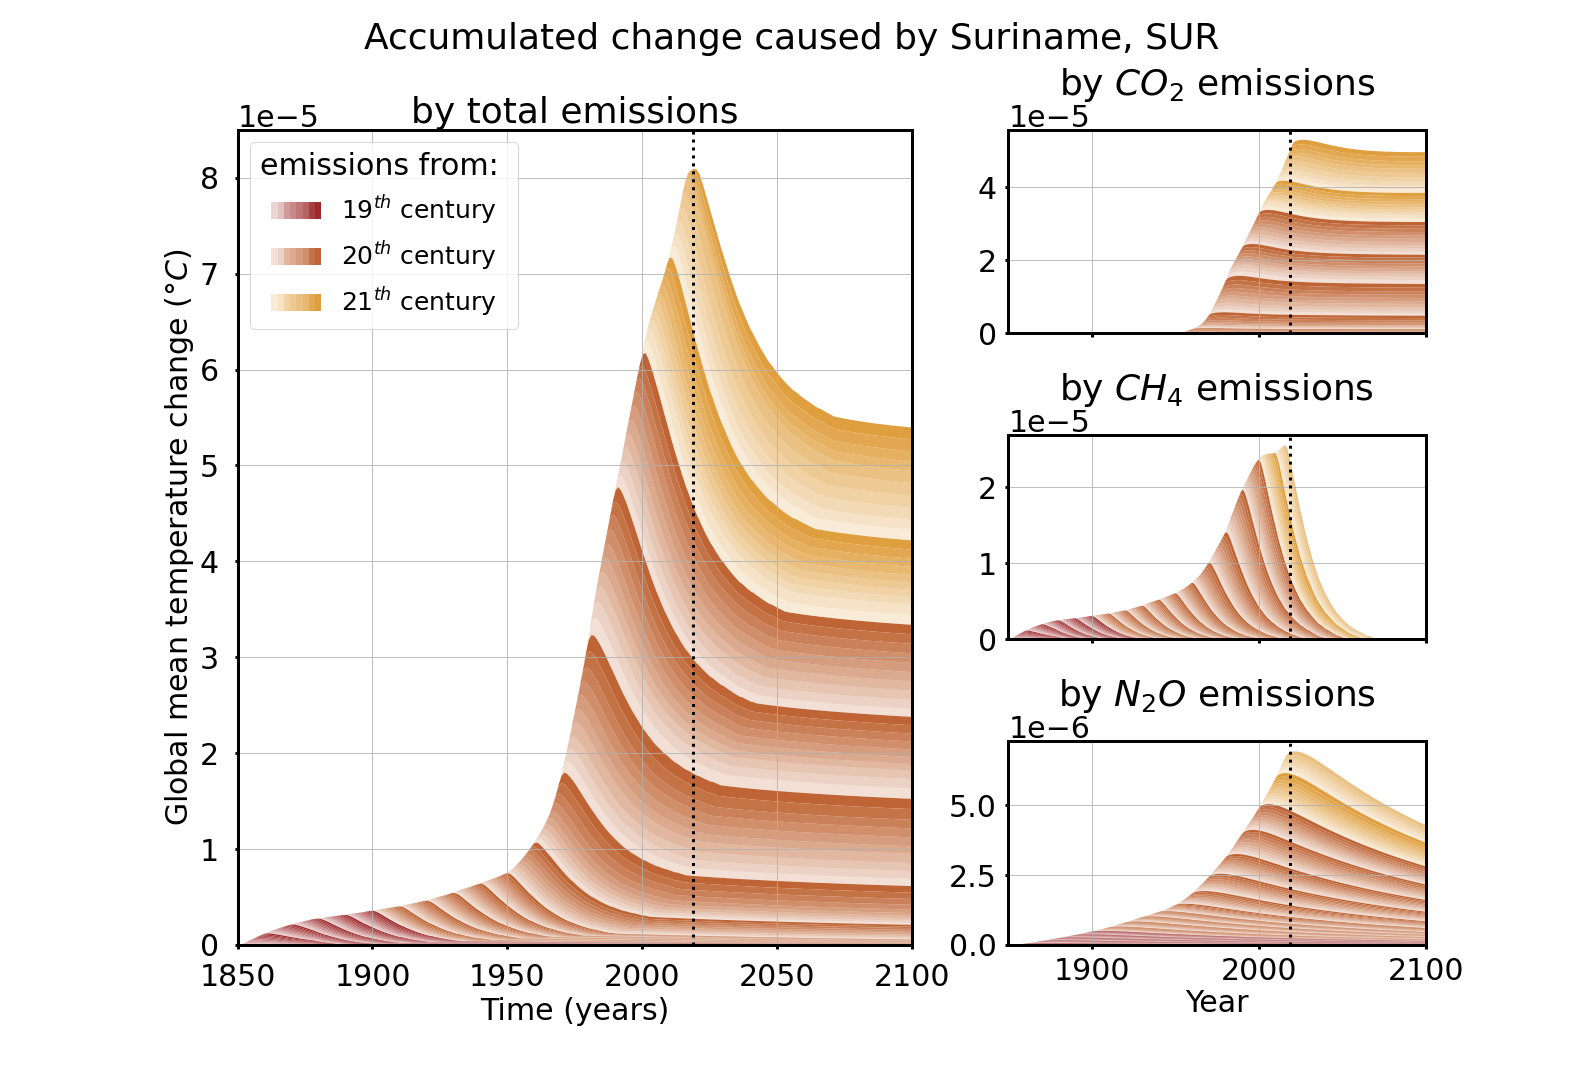 Accumulated change caused by Suriname, SUR
by total emissions
1e−5
Global mean temperature change (°C)
8
7
6
5
4
3
2
1
0
emissions from:
19th century
20th century
21th century
1850 1900 1950 2000 2050 2100
Time (years)
by CO2 emissions
1e−5
4
2
0
by CH4 emissions
1e−5
2
1
0
by N2O emissions
1e−6
5.0
2.5
0.0
1900 2000 2100
Year